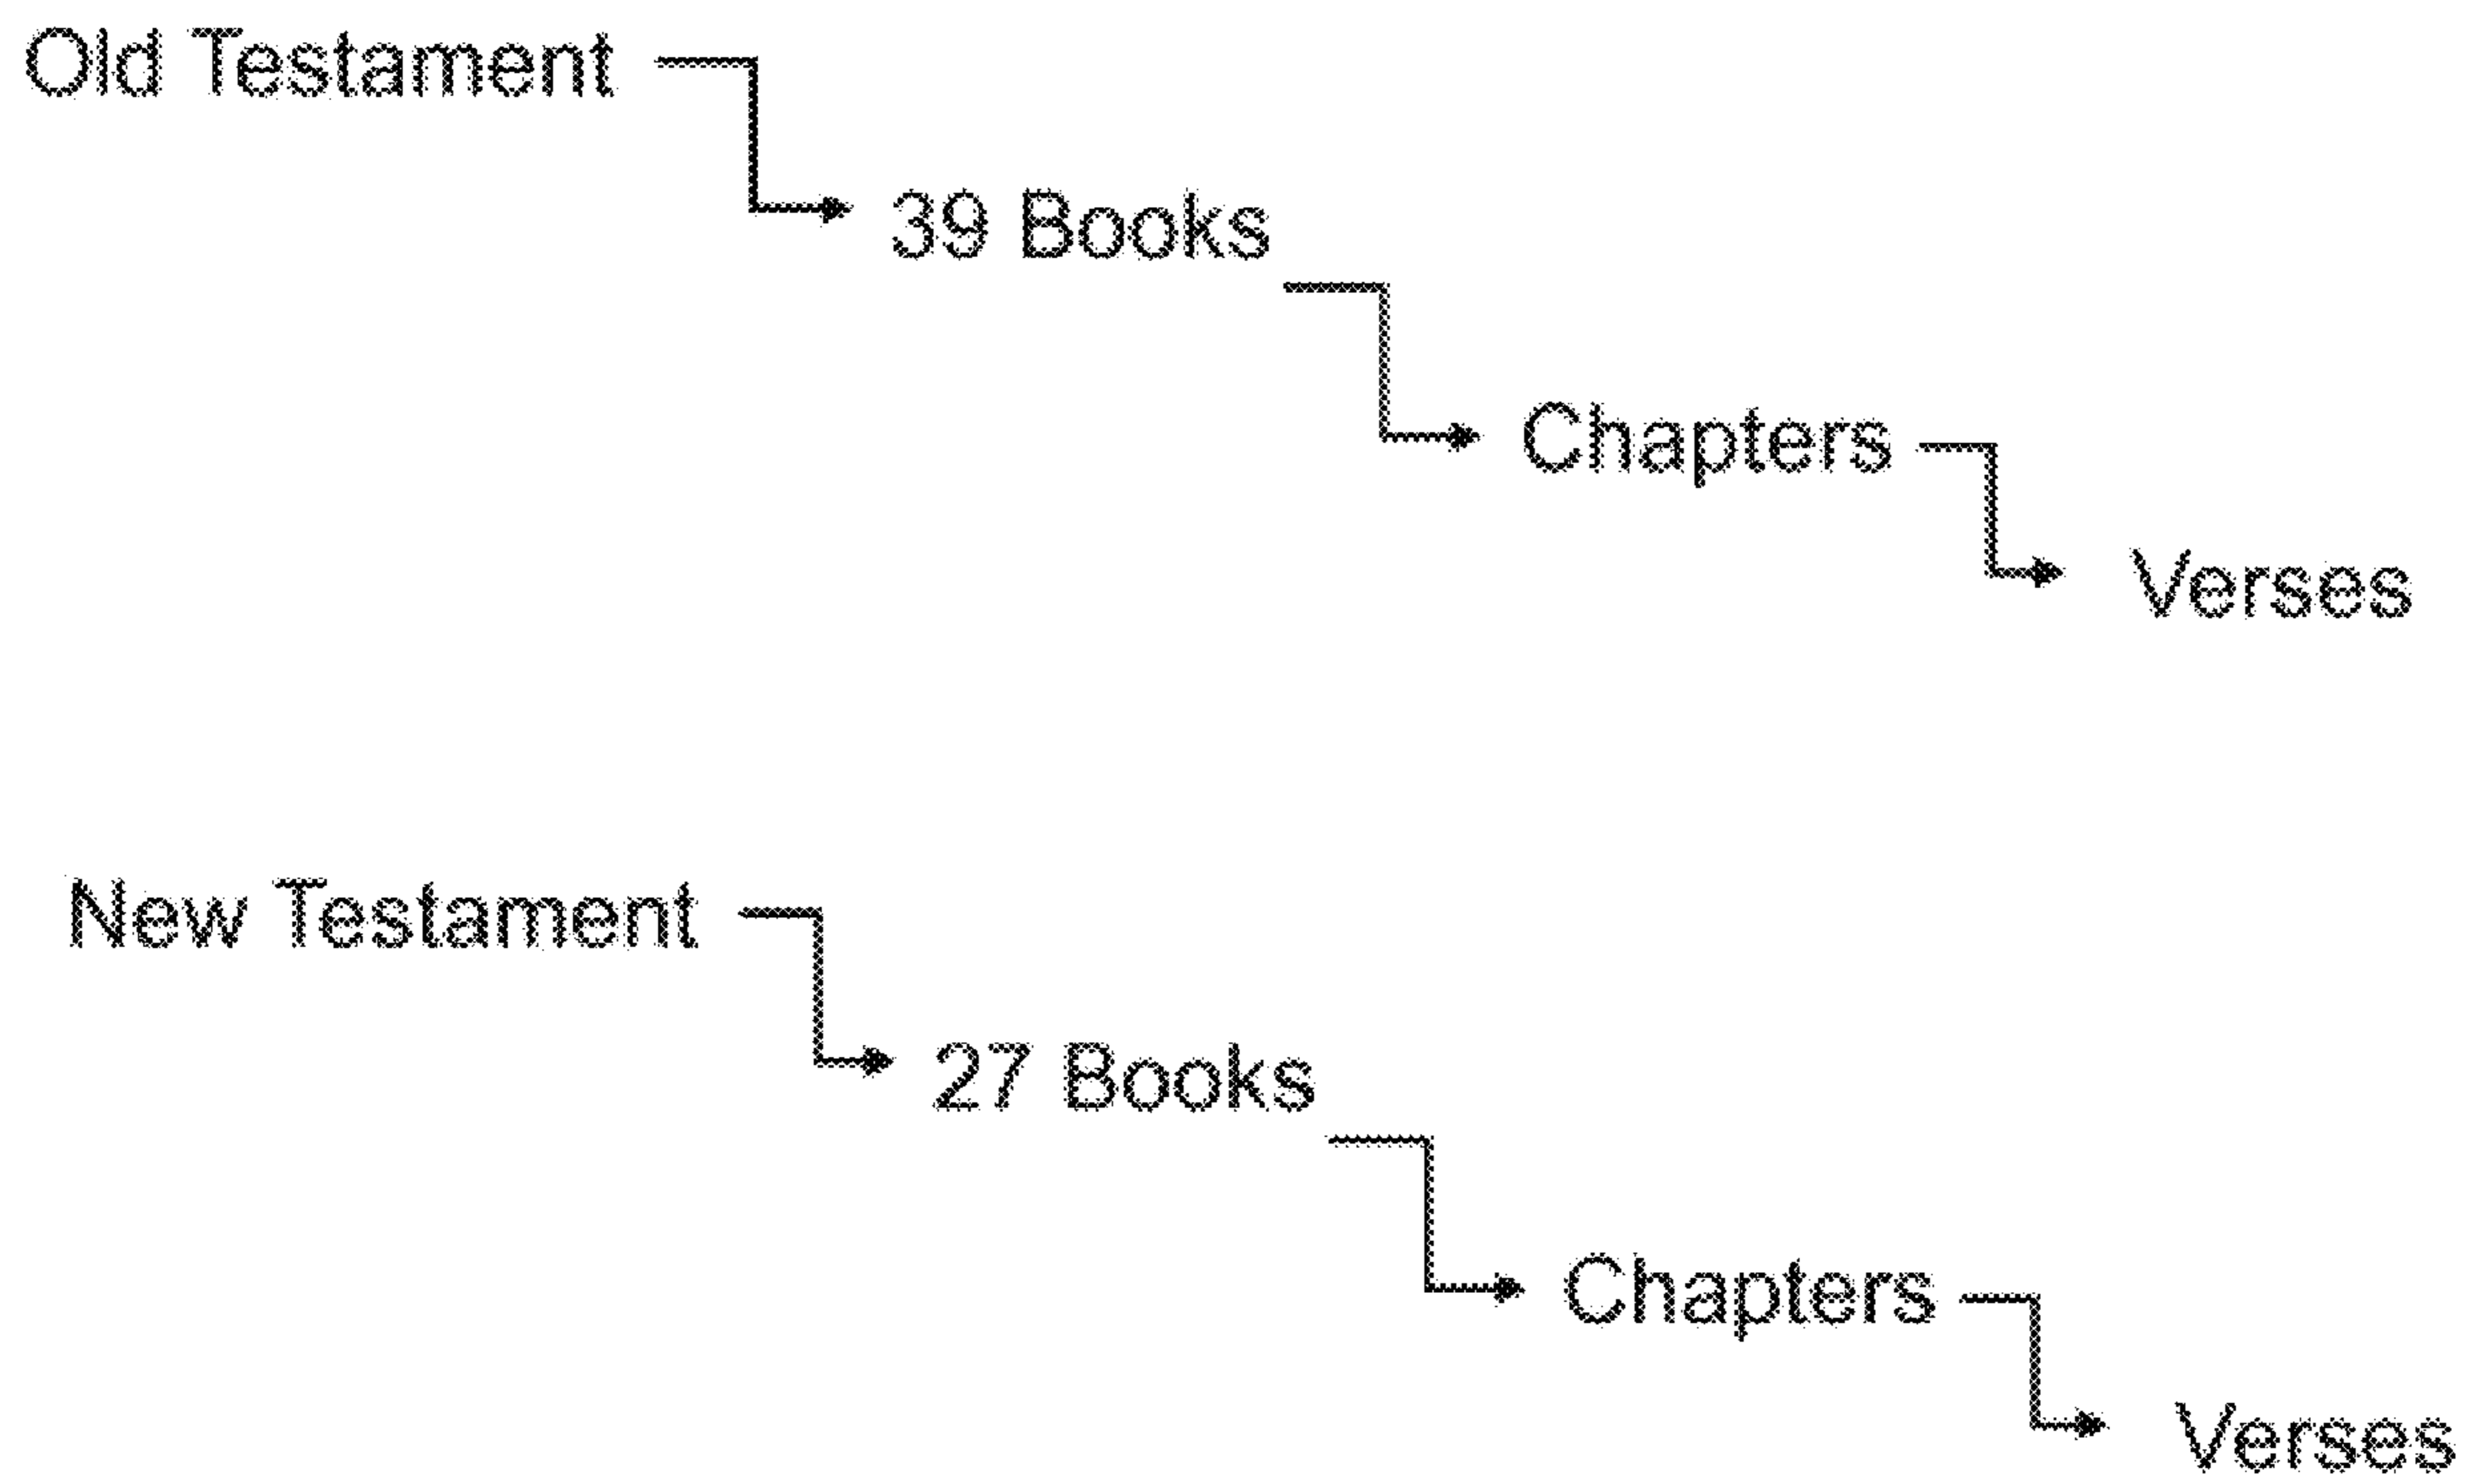 Old Testament
39 Books
Chapters
Verses
New Testament
27 Books
Chapters
Verses